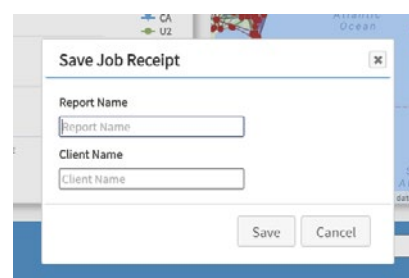 CA
U2
Atlantic
Ocean
Save Job Receipt
Report Name
Report Name
Client Name
Client Name
Save
Cancel